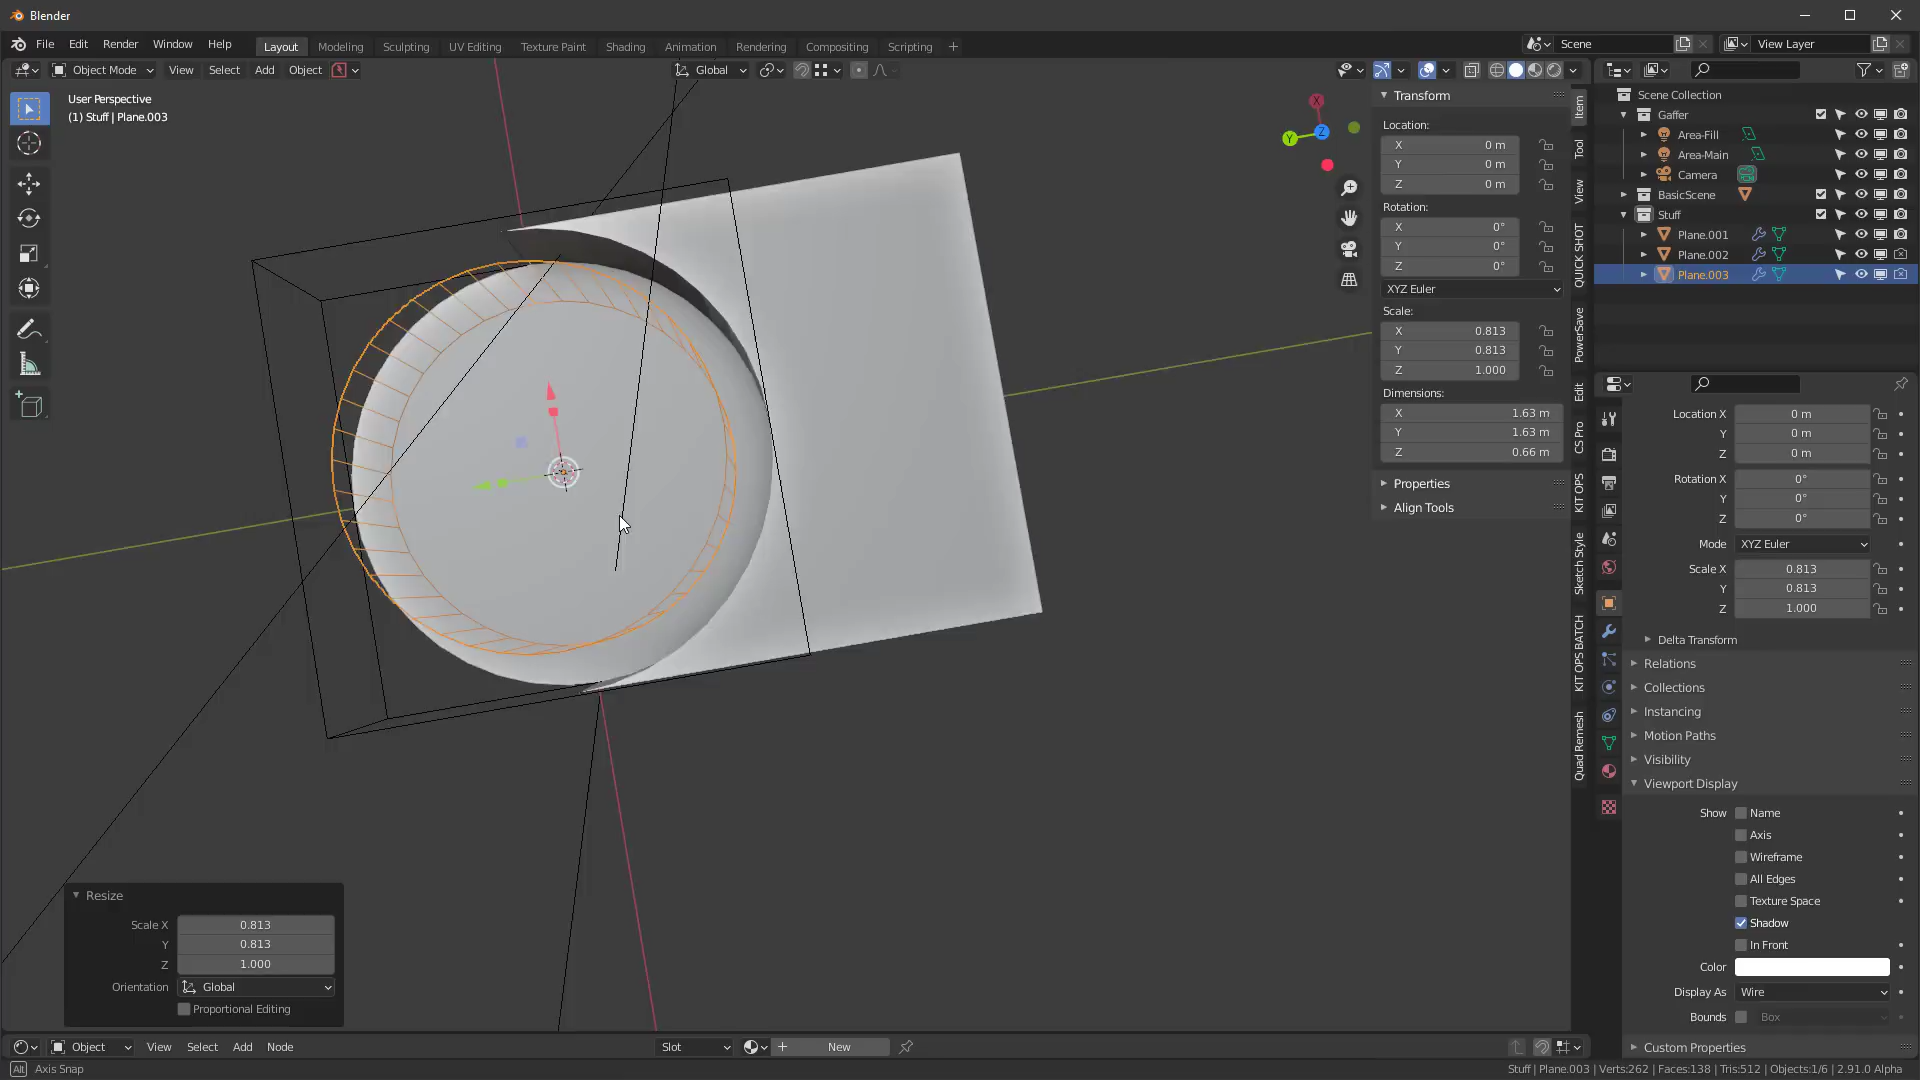 Blender
File Edit Render Window Help Layout Modeling Sculpting UV Editing Texture Paint Shading Animation Rendering Compositing Scripting + Scene View Layer
Object Mode View Select Add Object Global
User Perspective
(1) Stuff | Plane.003
X
Y
Z
Transform
Location:
X 0 m
Y 0 m
Z 0 m
Rotation:
X 0°
Y 0°
Z 0°
XYZ Euler
Scale:
X 0.813
Y 0.813
Z 1.000
Dimensions:
X 1.63 m
Y 1.63 m
Z 0.66 m
Properties
Align Tools
Item
Tool
View
QUICK SHOT
PowerSave
Edit
CS Pro
KIT OPS
Sketch Style
KIT OPS BATCH
Quad Remesh
Scene Collection
Gaffer
Area-Fill
Area-Main
Camera
BasicScene
Stuff
Plane.001
Plane.002
Plane.003
Location X 0 m
Y 0 m
Z 0 m
Rotation X 0°
Y 0°
Z 0°
Mode XYZ Euler
Scale X 0.813
Y 0.813
Z 1.000
Delta Transform
Relations
Collections
Instancing
Motion Paths
Visibility
Viewport Display
Show Name
Axis
Wireframe
All Edges
Texture Space
Shadow
In Front
Color
Display As Wire
Bounds Box
Custom Properties
Resize
Scale X 0.813
Y 0.813
Z 1.000
Orientation Global
Proportional Editing
Object View Select Add Object Node Slot + New
Alt Axis Snap
Stuff | Plane.003 | Verts:262 | Faces:138 | Tris:512 | Objects:1/6 | 2.91.0 Alpha